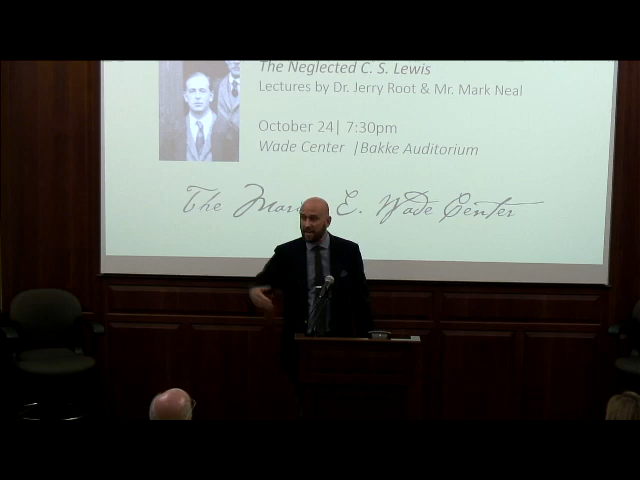 The Neglected C. S. Lewis
Lectures by Dr. Jerry Root & Mr. Mark Neal
October 24| 7:30pm
Wade Center |Bakke Auditorium
The Mar E. Wade Center